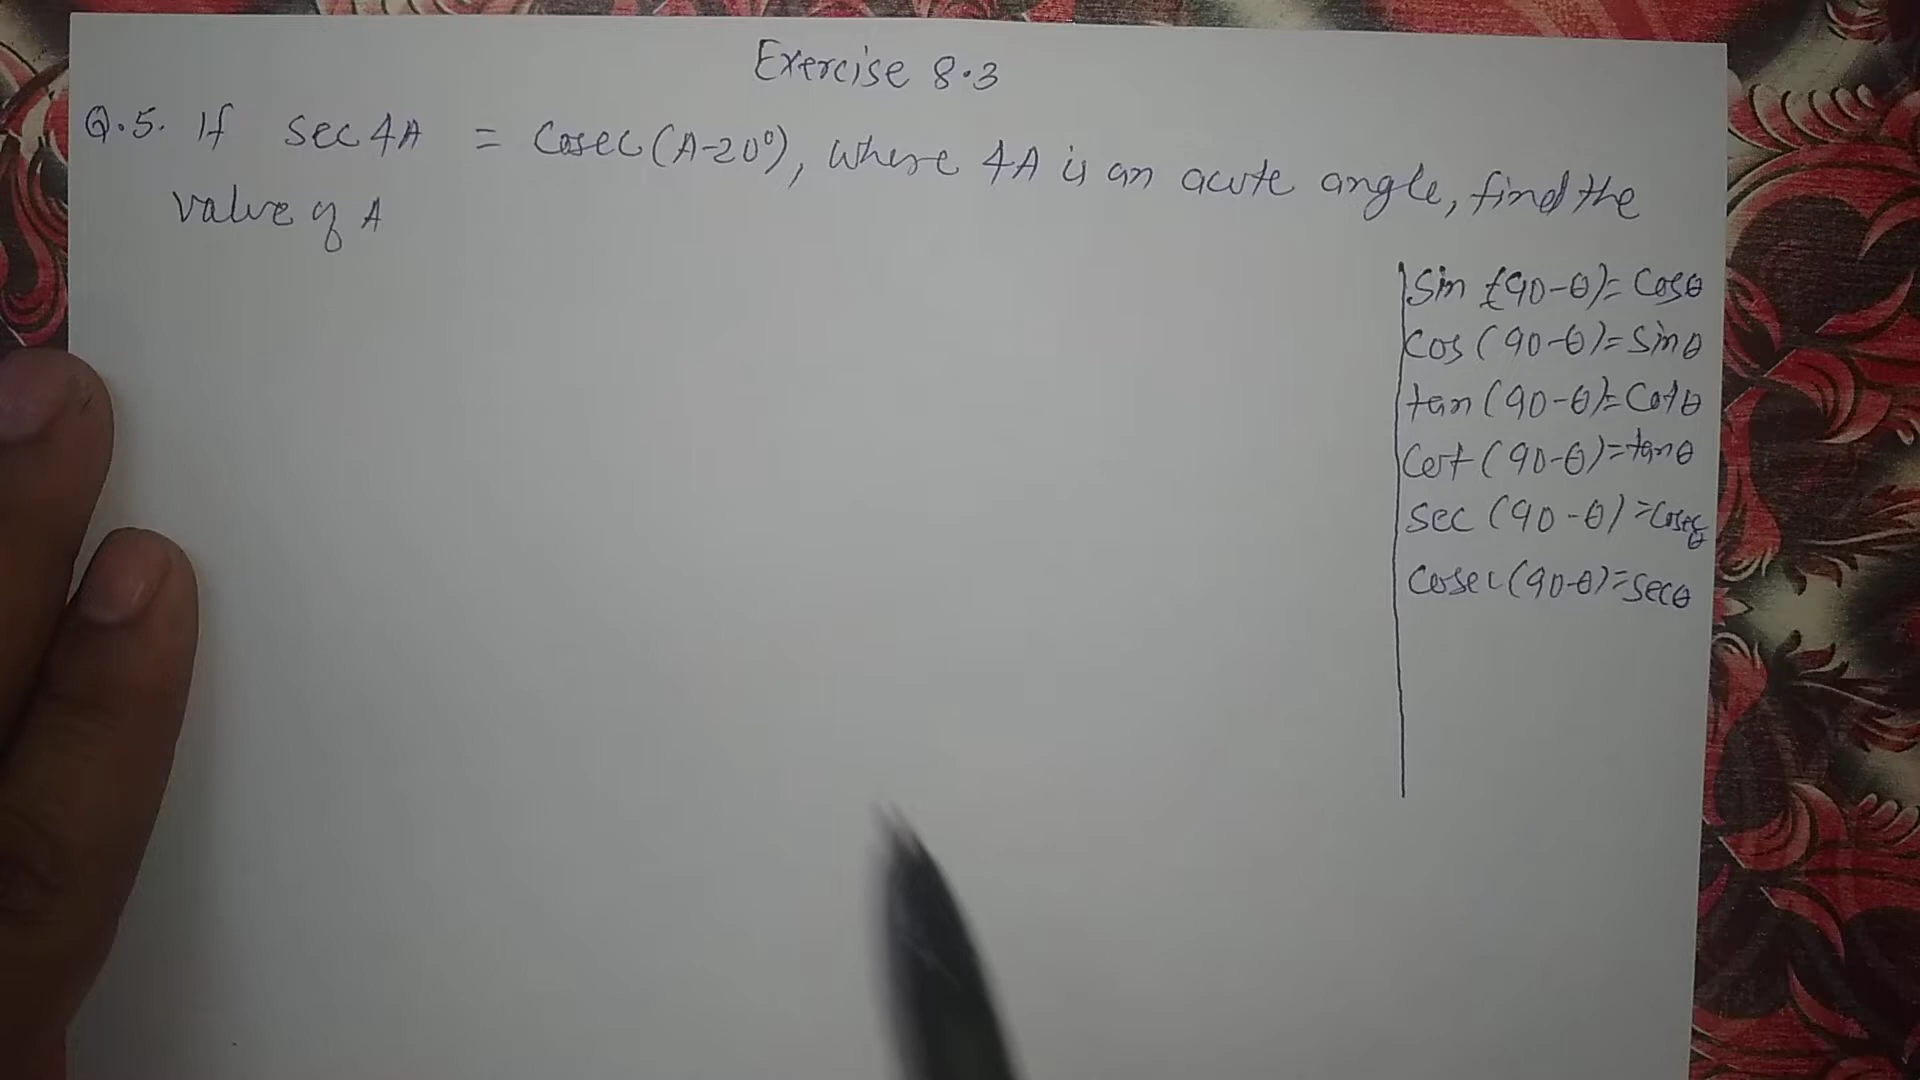 Exercise 8.3
Q.5. If sec 4A = Cosec (A-20°), where 4A is an acute angle, find the
value of A
Sin (90-θ)= Cosθ
Cos (90-θ)= Sinθ
tan (90-θ)= Cotθ
Cot (90-θ)= tanθ
Sec (90-θ) = Cosecθ
Cosec (90-θ)= secθ